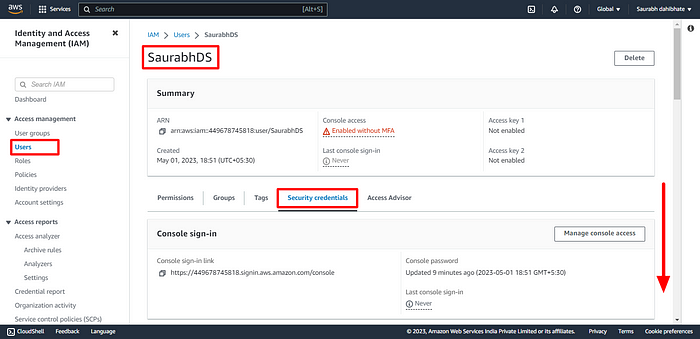 aws
Services
Search
[Alt+S]
Global
Saurabh dahibhate
Identity and Access
Management (IAM)
Search IAM
Dashboard
Access management
User groups
Users
Roles
Policies
Identity providers
Account settings
Access reports
Access analyzer
Archive rules
Analyzers
Settings
Credential report
Organization activity
Service control policies (SCPs)
IAM > Users > SaurabhDS
SaurabhDS
Delete
Summary
ARN
arn:aws:iam::449678745818:user/SaurabhDS
Created
May 01, 2023, 18:51 (UTC+05:30)
Console access
Enabled without MFA
Last console sign-in
Never
Access key 1
Not enabled
Access key 2
Not enabled
Permissions
Groups
Tags
Security credentials
Access Advisor
Console sign-in
Manage console access
Console sign-in link
https://449678745818.signin.aws.amazon.com/console
Console password
Updated 9 minutes ago (2023-05-01 18:51 GMT+5:30)
Last console sign-in
Never
CloudShell
Feedback
Language
© 2023, Amazon Web Services India Private Limited or its affiliates.
Privacy
Terms
Cookie preferences